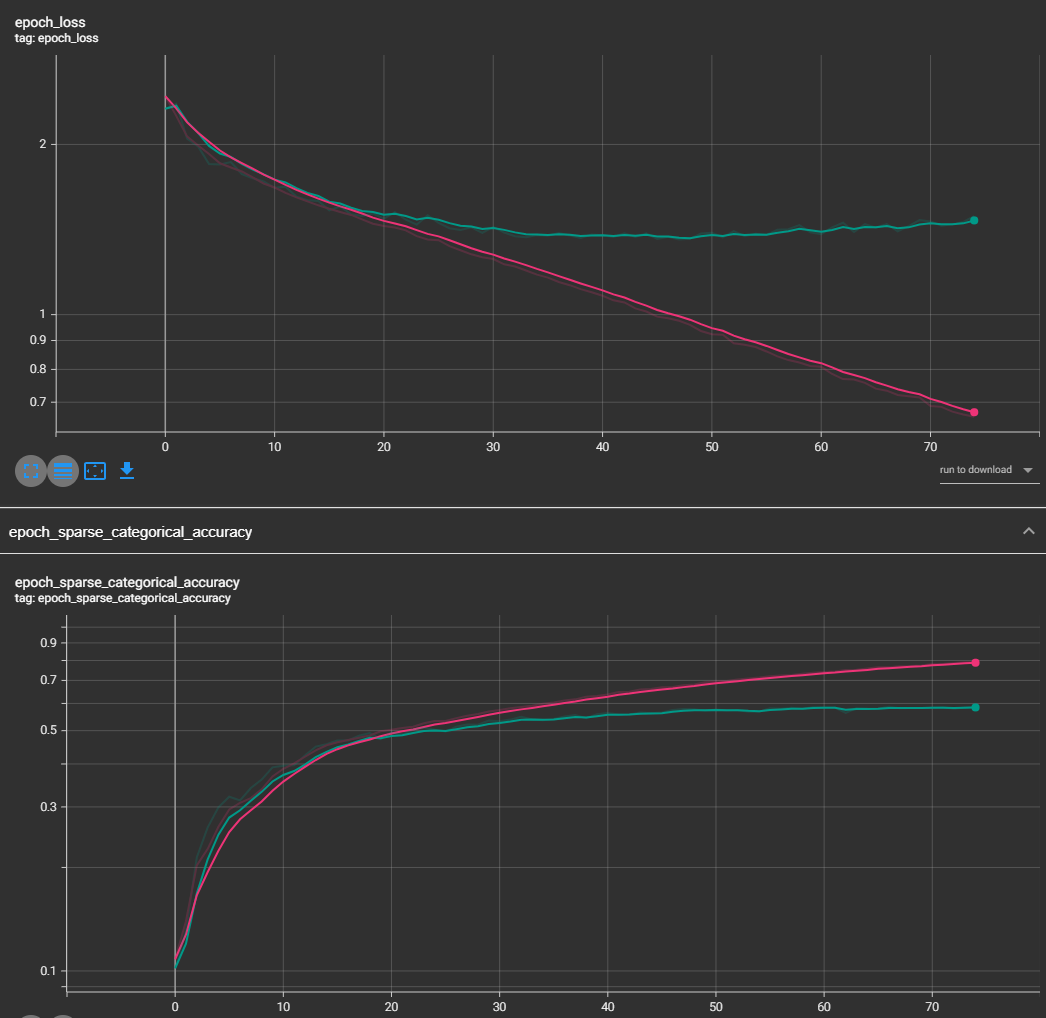 epoch_loss
tag: epoch_loss
2
1
0.9
0.8
0.7
0 10 20 30 40 50 60 70
run to download
epoch_sparse_categorical_accuracy
epoch_sparse_categorical_accuracy
tag: epoch_sparse_categorical_accuracy
0.9
0.7
0.5
0.3
0.1
0 10 20 30 40 50 60 70